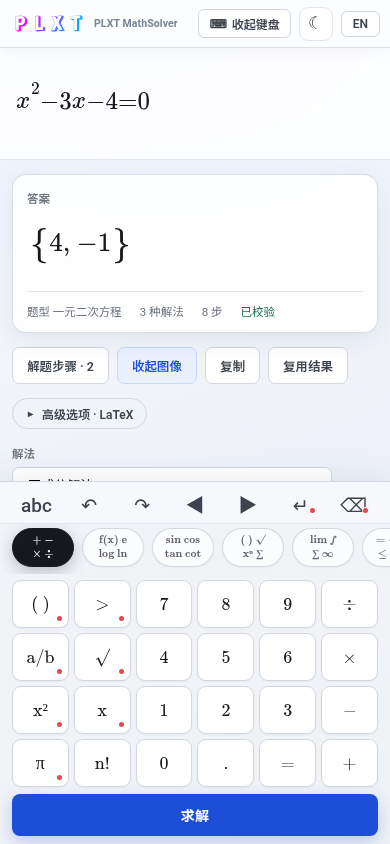 PLXT PLXT MathSolver ⌨ 收起键盘 ☾ EN
x²−3x−4=0
答案
{4, −1}
题型 一元二次方程 3 种解法 8 步 已校验
解题步骤 · 2 收起图像 复制 复用结果
▸ 高级选项 · LaTeX
解法
abc ↶ ↷ ◀ ▶ ↵ ⌫
+ − f(x) e sin cos ( ) √ lim ∫
× ÷ log ln tan cot xⁿ ∑ ∑ ∞ ≤
( ) > 7 8 9 ÷
a/b √ 4 5 6 ×
x² x 1 2 3 −
π n! 0 . = +
求解